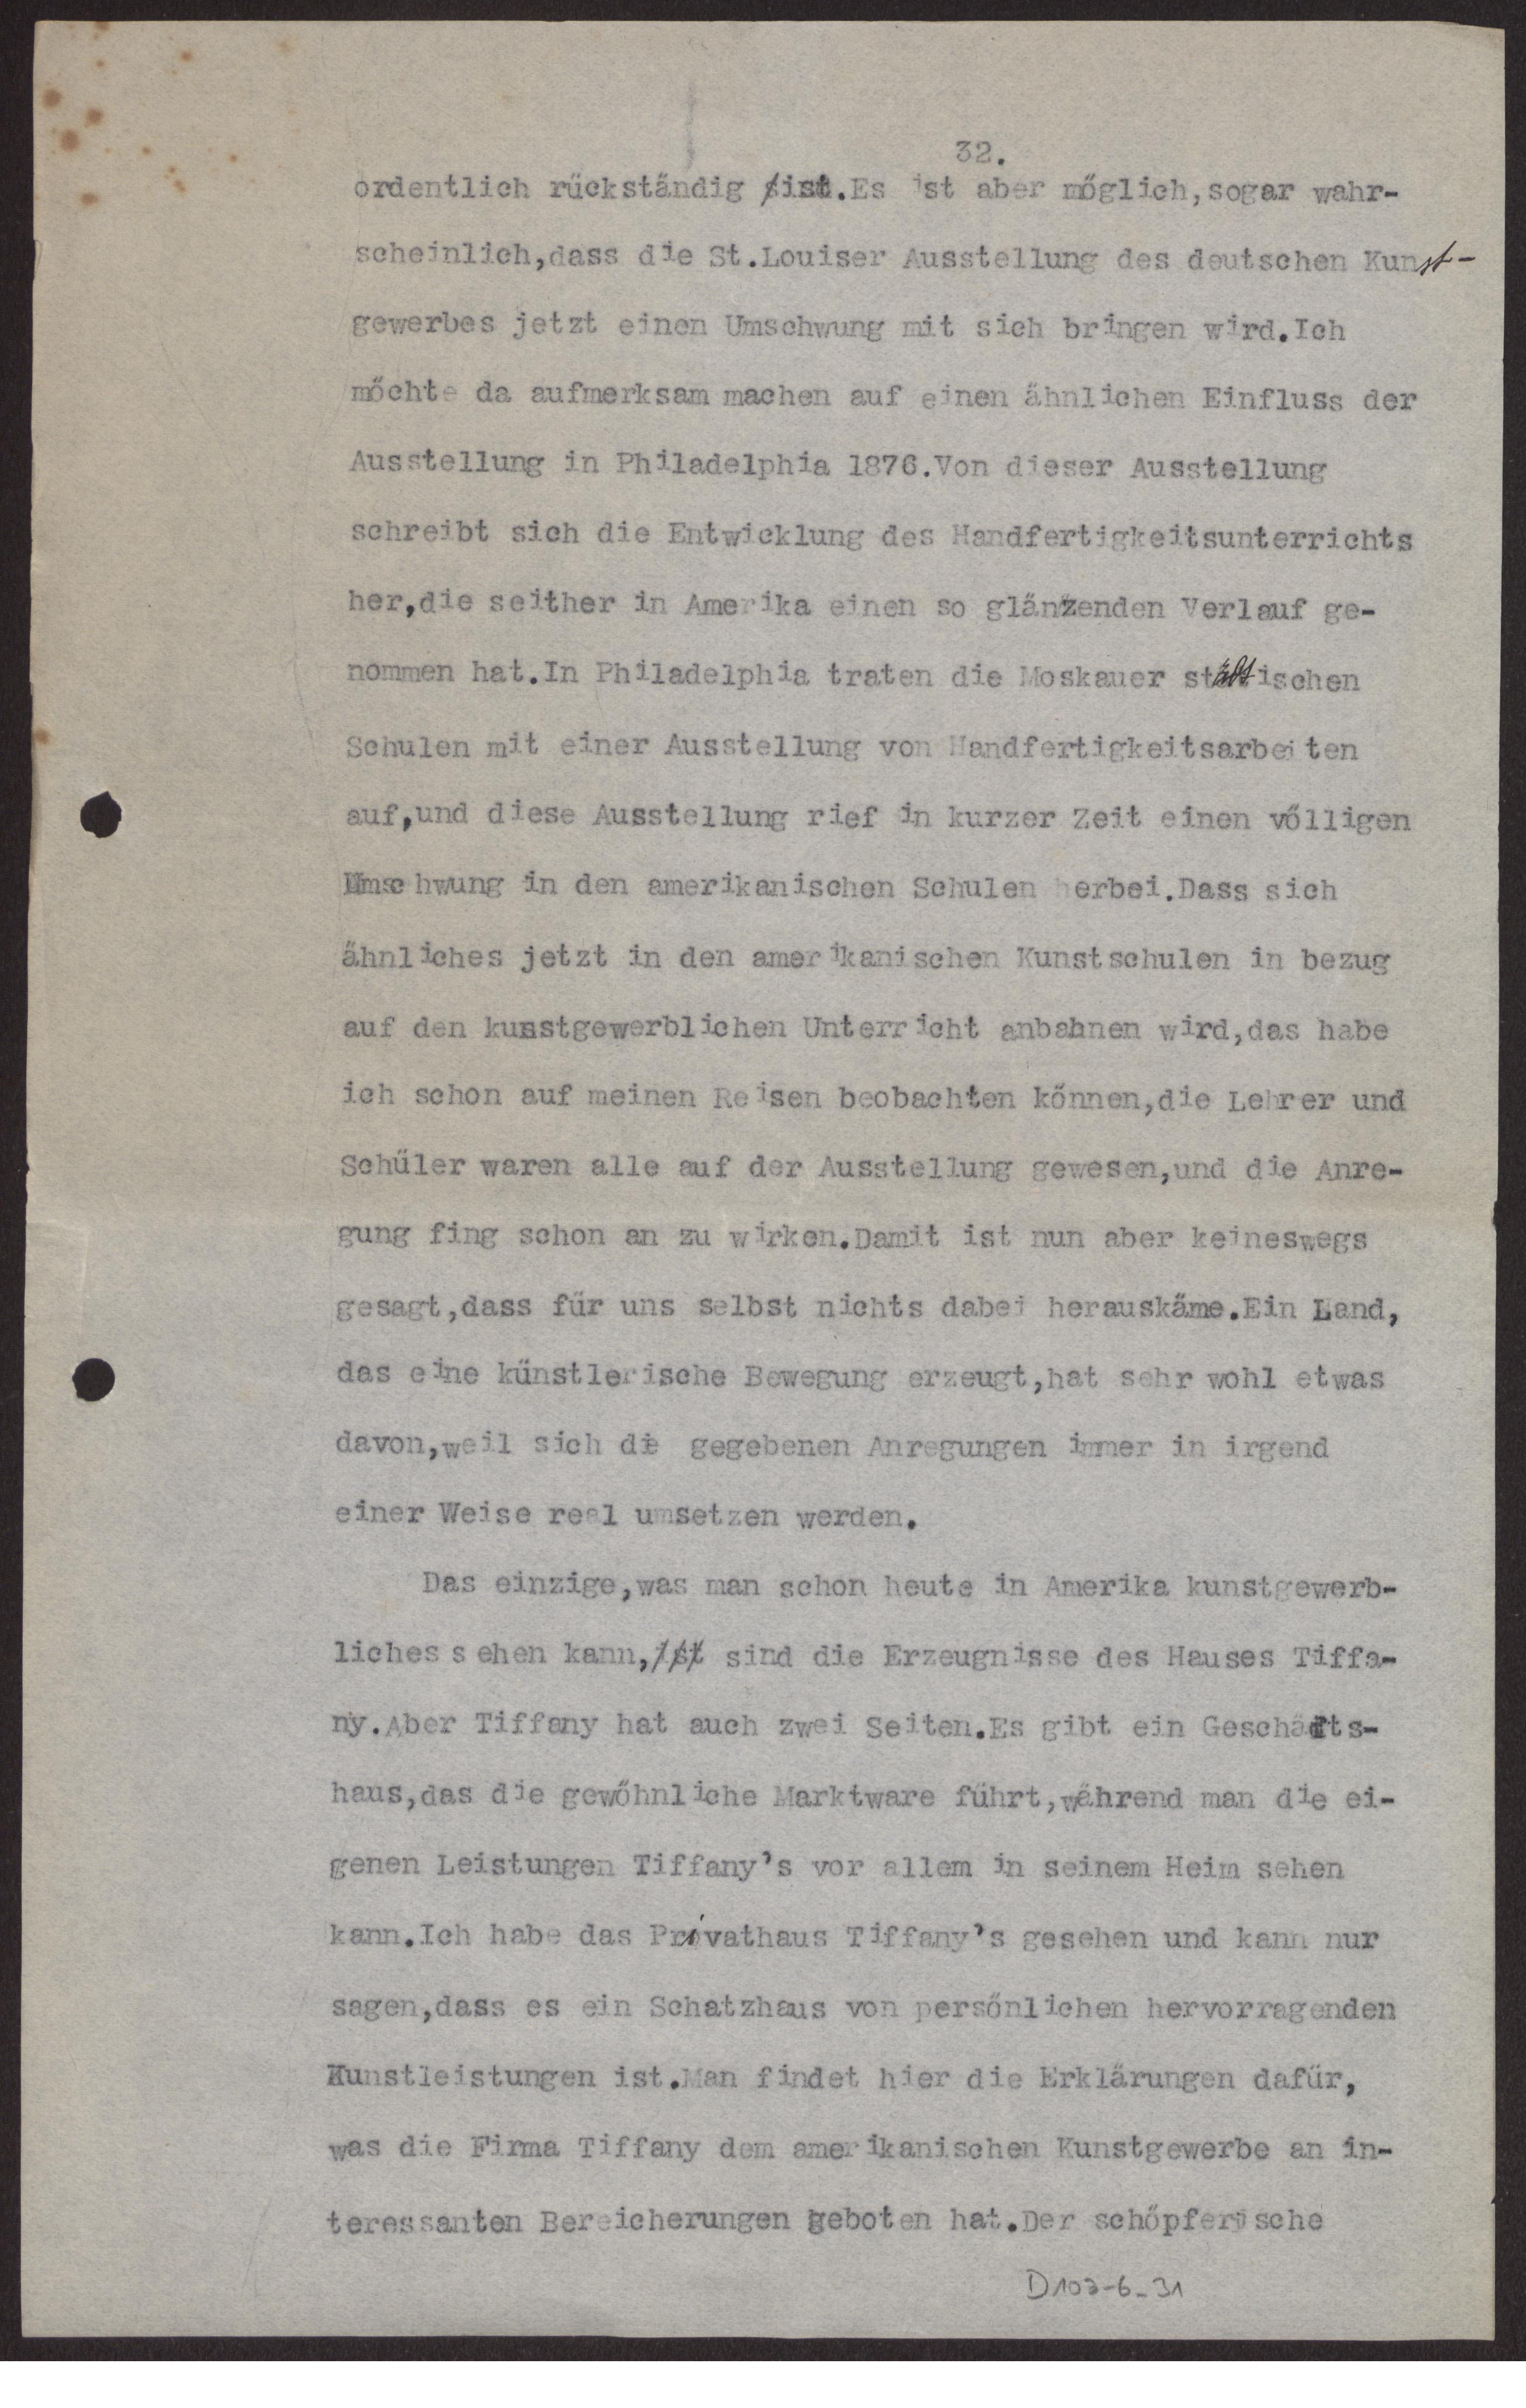 32.
ordentlich rückständig ist.Es ist aber möglich,sogar wahr-
scheinlich,dass die St.Louiser Ausstellung des deutschen Kunst-
gewerbes jetzt einen Umschwung mit sich bringen wird.Ich
möchte da aufmerksam machen auf einen ähnlichen Einfluss der
Ausstellung in Philadelphia 1876.Von dieser Ausstellung
schreibt sich die Entwicklung des Handfertigkeitsunterrichts
her,die seither in Amerika einen so glänzenden Verlauf ge-
nommen hat.In Philadelphia traten die Moskauer städtischen
Schulen mit einer Ausstellung von Handfertigkeitsarbeiten
auf,und diese Ausstellung rief in kurzer Zeit einen völligen
Umschwung in den amerikanischen Schulen herbei.Dass sich
ähnliches jetzt in den amerikanischen Kunstschulen in bezug
auf den kunstgewerblichen Unterricht anbahnen wird,das habe
ich schon auf meinen Reisen beobachten können,die Lehrer und
Schüler waren alle auf der Ausstellung gewesen,und die Anre-
gung fing schon an zu wirken.Damit ist nun aber keineswegs
gesagt,dass für uns selbst nichts dabei herauskäme.Ein Land,
das eine künstlerische Bewegung erzeugt,hat sehr wohl etwas
davon,weil sich die gegebenen Anregungen immer in irgend
einer Weise real umsetzen werden.
Das einzige,was man schon heute in Amerika kunstgewerb-
liches sehen kann,ist sind die Erzeugnisse des Hauses Tiffa-
ny.Aber Tiffany hat auch zwei Seiten.Es gibt ein Geschäfts-
haus,das die gewöhnliche Marktware führt,während man die ei-
genen Leistungen Tiffany's vor allem in seinem Heim sehen
kann.Ich habe das Privathaus Tiffany's gesehen und kann nur
sagen,dass es ein Schatzhaus von persönlichen hervorragenden
Kunstleistungen ist.Man findet hier die Erklärungen dafür,
was die Firma Tiffany dem amerikanischen Kunstgewerbe an in-
teressanten Bereicherungen geboten hat.Der schöpferische
D103-6-31